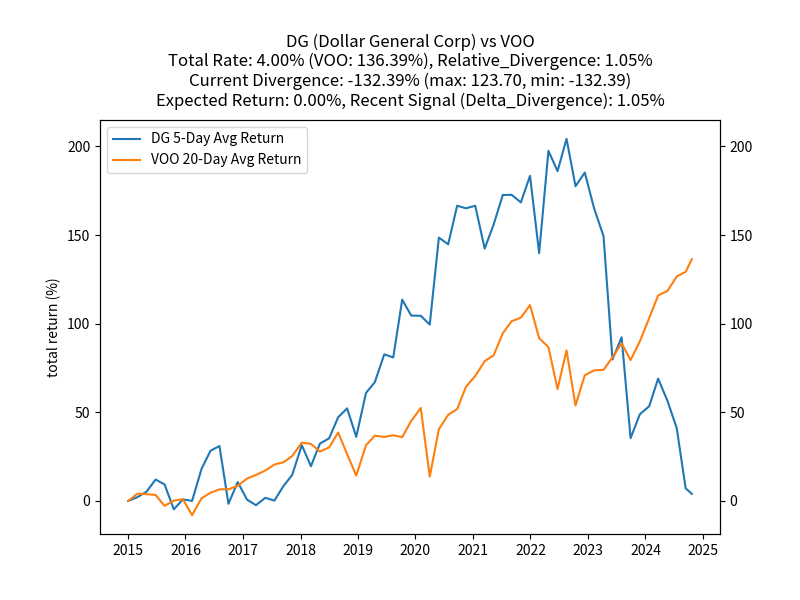 DG (Dollar General Corp) vs VOO
Total Rate: 4.00% (VOO: 136.39%), Relative_Divergence: 1.05%
Current Divergence: -132.39% (max: 123.70, min: -132.39)
Expected Return: 0.00%, Recent Signal (Delta_Divergence): 1.05%
DG 5-Day Avg Return
VOO 20-Day Avg Return
total return (%)
200
150
100
50
0
200
150
100
50
0
2015 2016 2017 2018 2019 2020 2021 2022 2023 2024 2025